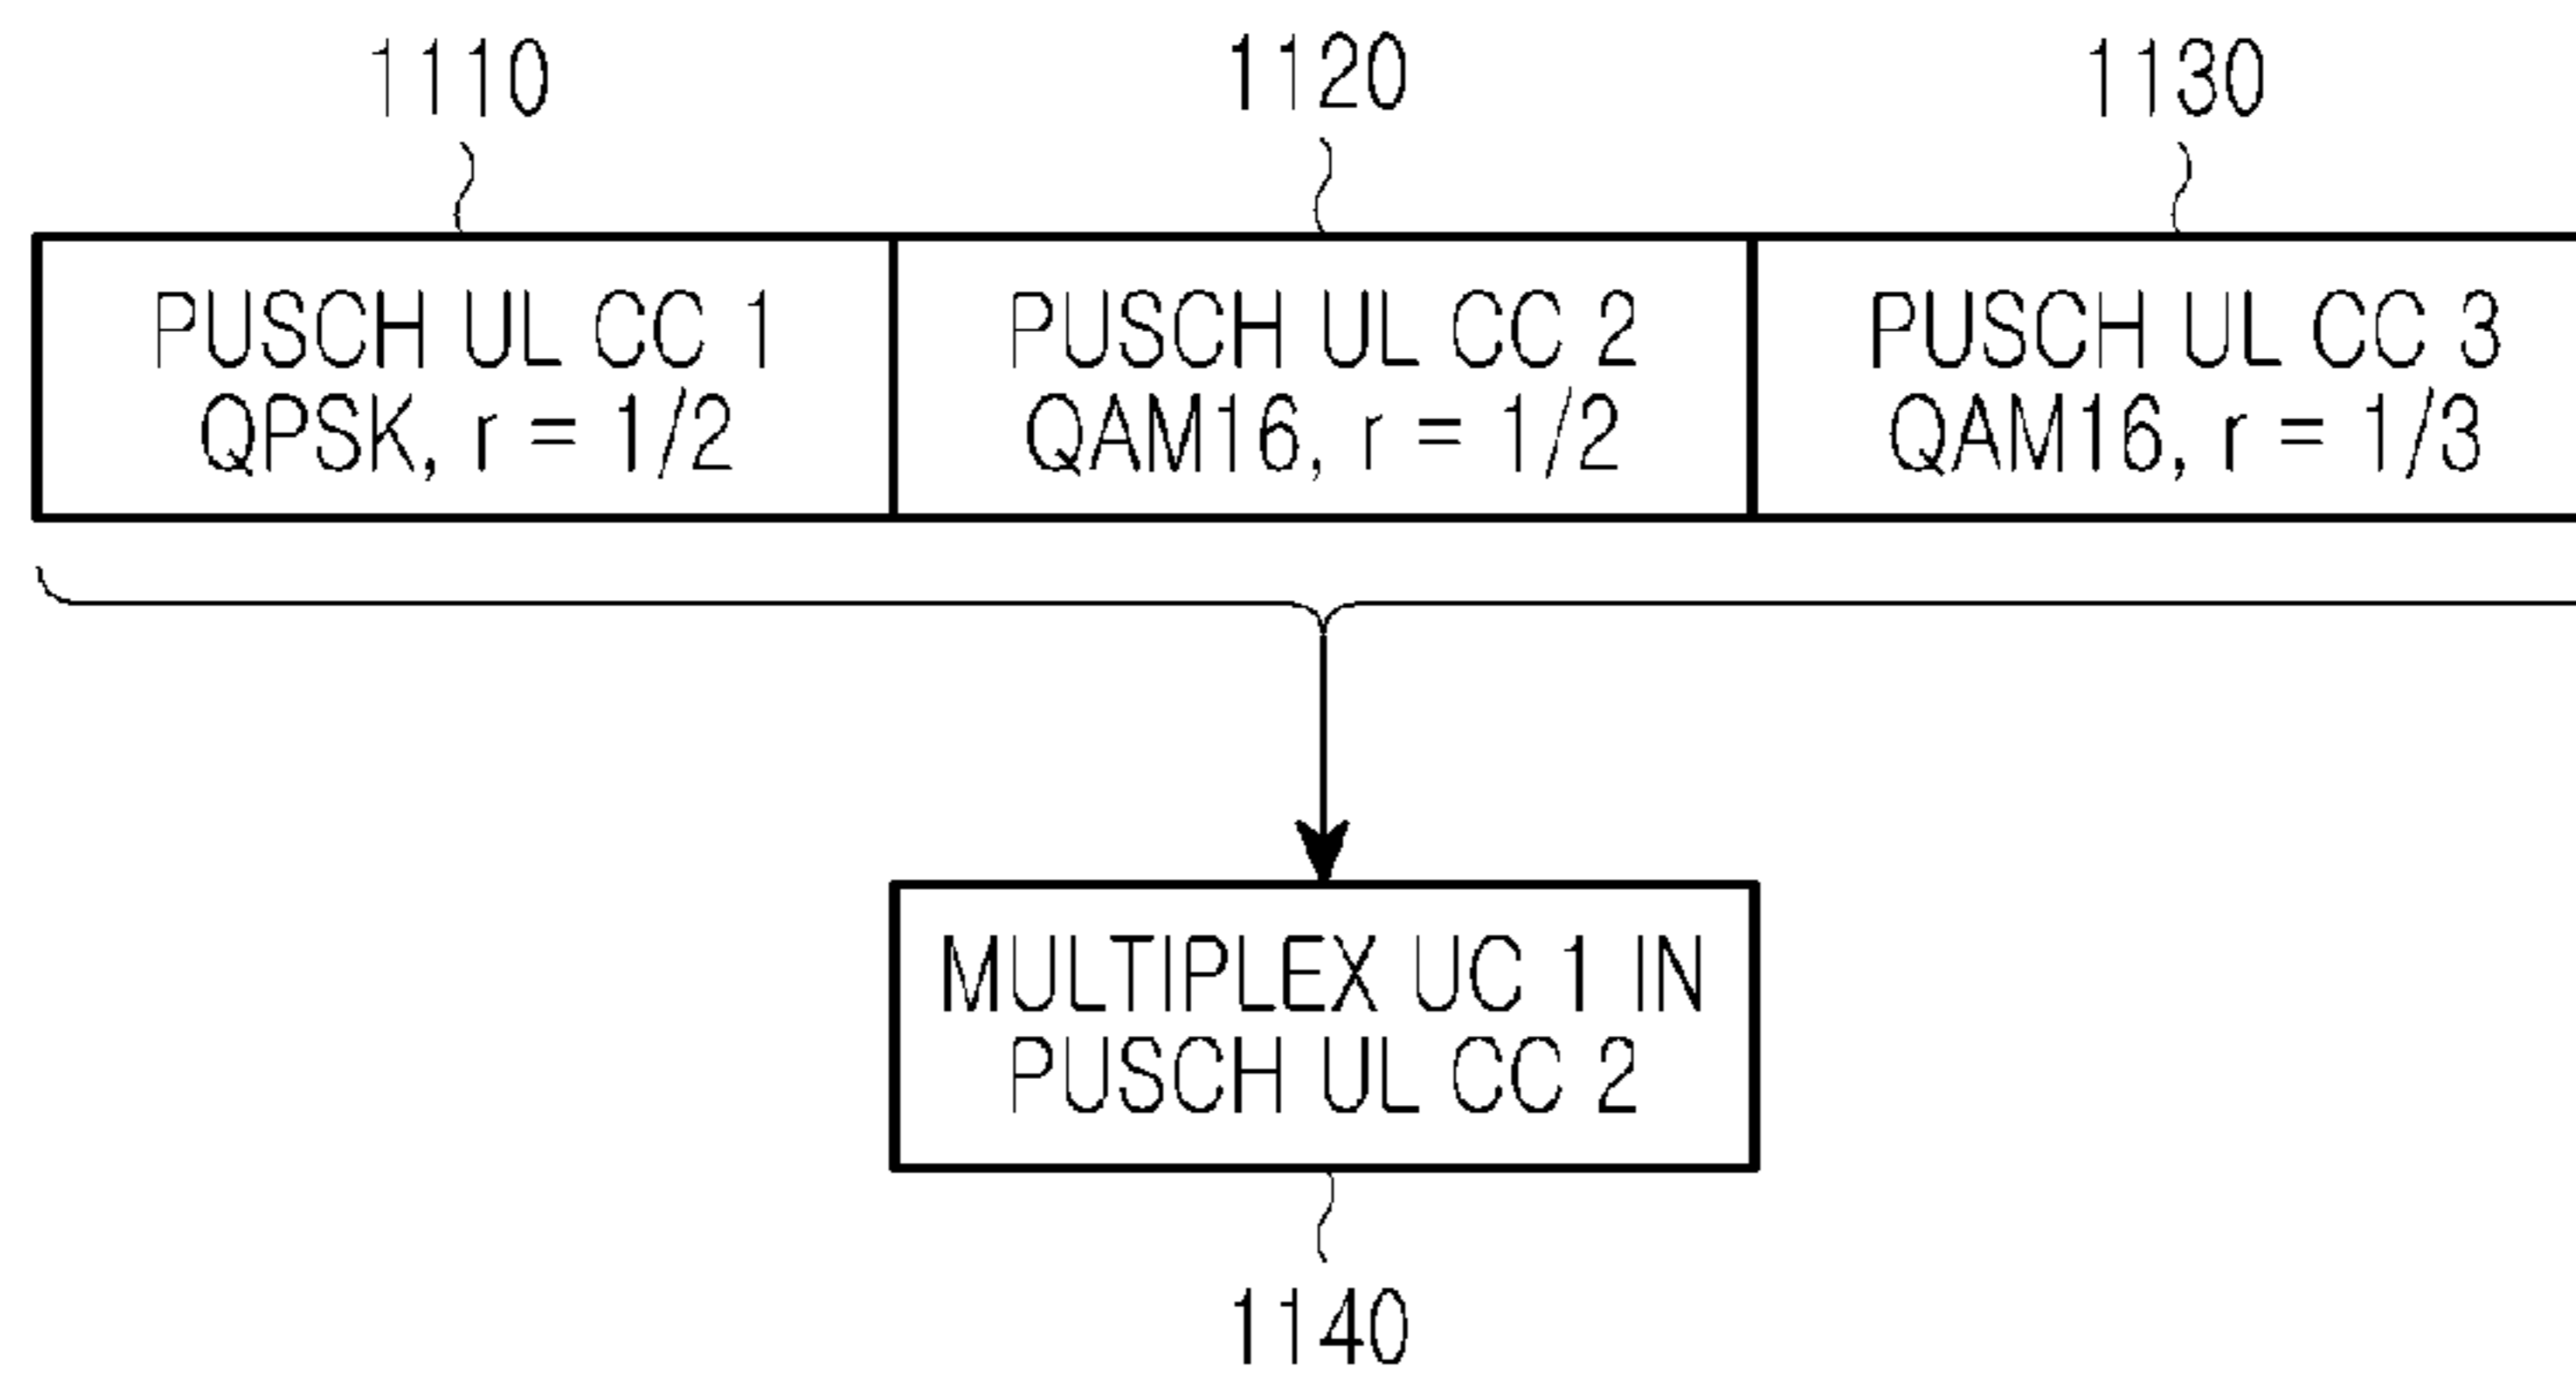 1110 1120 1130
PUSCH UL CC 1 PUSCH UL CC 2 PUSCH UL CC 3
QPSK, r = 1/2 QAM16, r = 1/2 QAM16, r = 1/3
MULTIPLEX UC 1 IN
PUSCH UL CC 2
1140